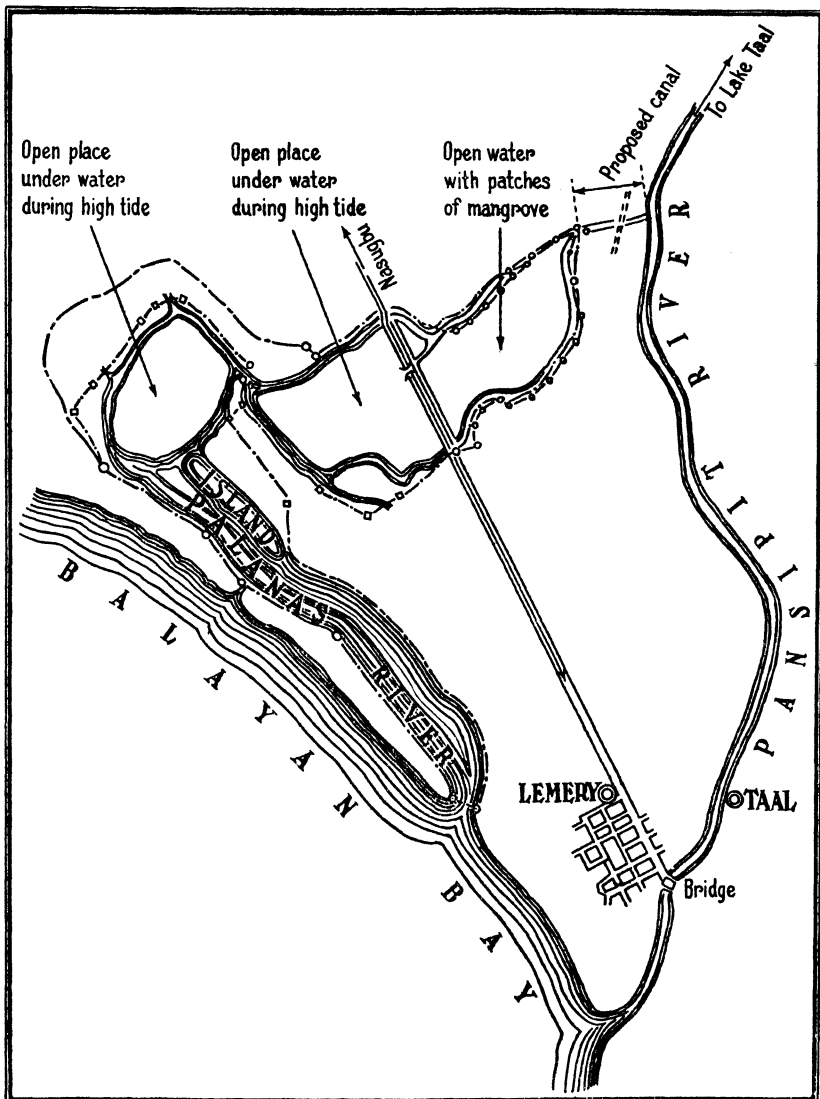 To Lake Taal
Proposed canal
Open place
under water
during high tide
Open place
under water
during high tide
Open water
with patches
of mangrove
Nasugbu
PANSIPIT RIVER
ISLAND
PALANAS RIVER
BALAYAN BAY
LEMERY
TAAL
Bridge